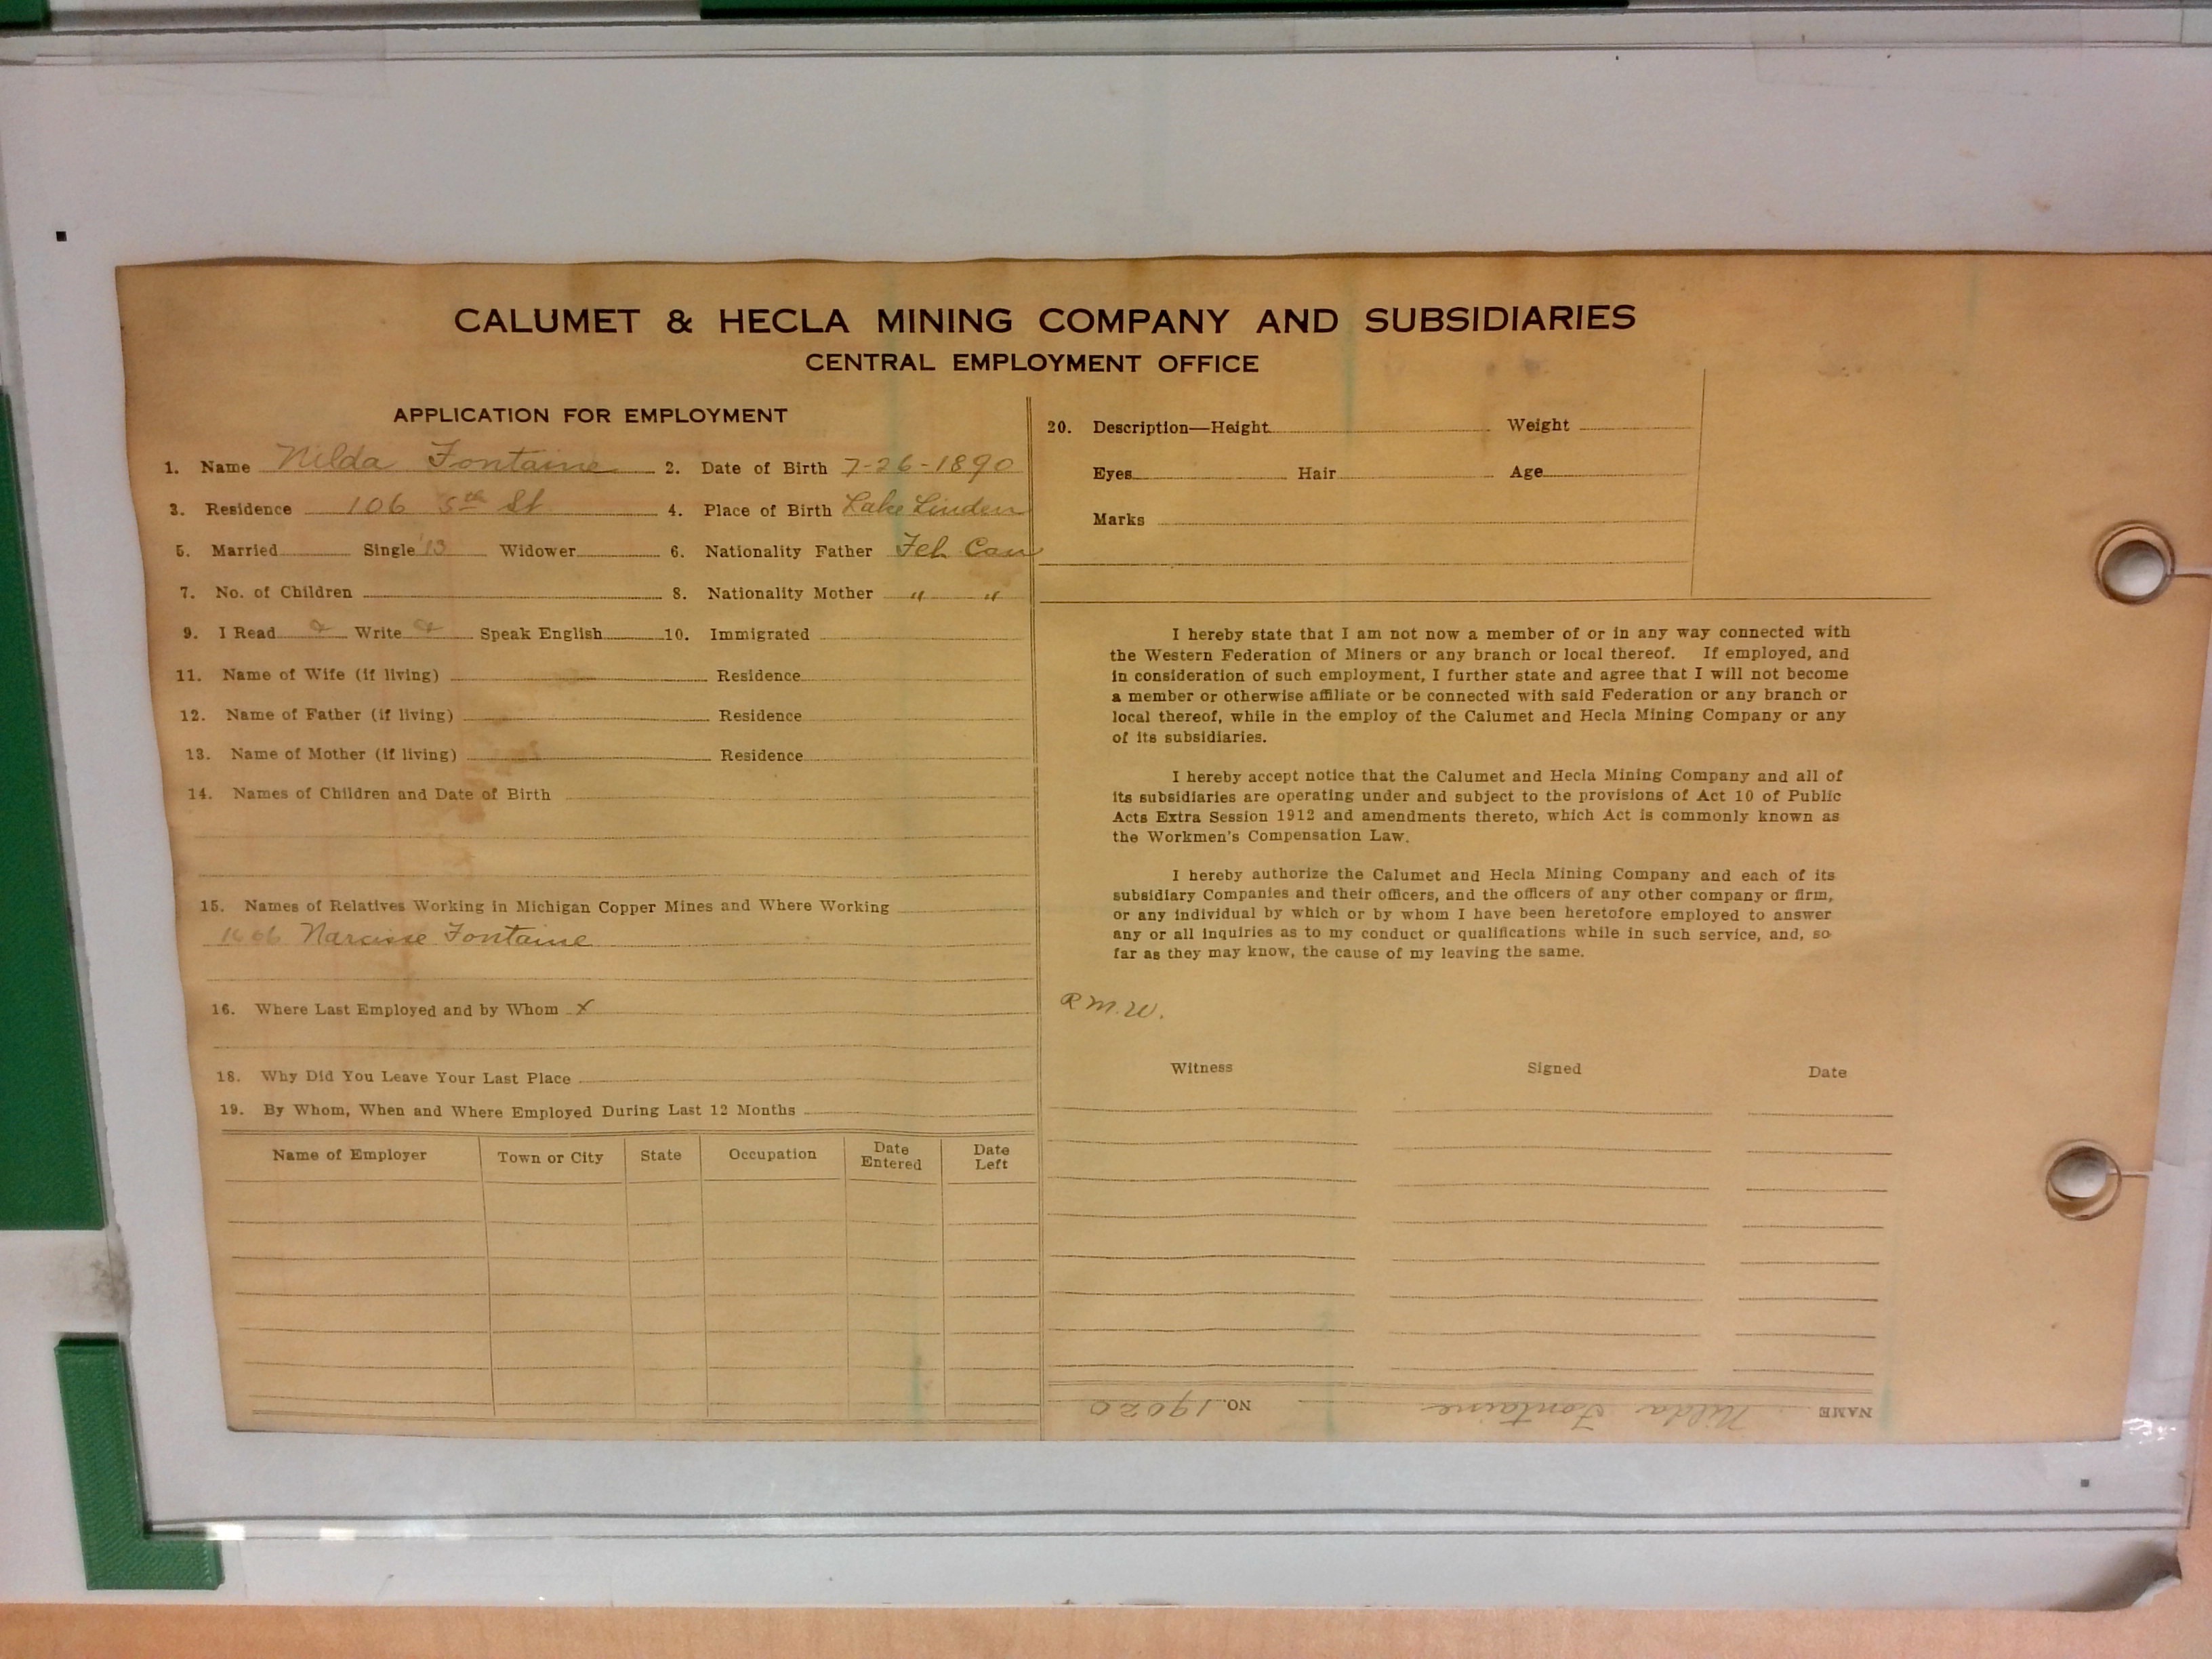 CALUMET & HECLA MINING COMPANY AND SUBSIDIARIES
CENTRAL EMPLOYMENT OFFICE
APPLICATION FOR EMPLOYMENT
1. Name Nilda Fontaine 2. Date of Birth 7-26-1890
3. Residence 106 5th St 4. Place of Birth Lake Linden
5. Married Single '13 Widower 6. Nationality Father Fch Can
7. No. of Children 8. Nationality Mother " "
9. I Read Write Speak English 10. Immigrated
11. Name of Wife (if living) Residence
12. Name of Father (if living) Residence
13. Name of Mother (if living) Residence
14. Names of Children and Date of Birth
15. Names of Relatives Working in Michigan Copper Mines and Where Working
Narcisse Fontaine
16. Where Last Employed and by Whom x
18. Why Did You Leave Your Last Place
19. By Whom, When and Where Employed During Last 12 Months
Name of Employer Town or City State Occupation Date Entered Date Left
20. Description—Height Weight
Eyes Hair Age
Marks
I hereby state that I am not now a member of or in any way connected with
the Western Federation of Miners or any branch or local thereof. If employed, and
in consideration of such employment, I further state and agree that I will not become
a member or otherwise affiliate or be connected with said Federation or any branch or
local thereof, while in the employ of the Calumet and Hecla Mining Company or any
of its subsidiaries.
I hereby accept notice that the Calumet and Hecla Mining Company and all of
its subsidiaries are operating under and subject to the provisions of Act 10 of Public
Acts Extra Session 1912 and amendments thereto, which Act is commonly known as
the Workmen's Compensation Law.
I hereby authorize the Calumet and Hecla Mining Company and each of its
subsidiary Companies and their officers, and the officers of any other company or firm,
or any individual by which or by whom I have been heretofore employed to answer
any or all inquiries as to my conduct or qualifications while in such service, and, so
far as they may know, the cause of my leaving the same.
R.M.W.
Witness Signed Date
NAME Nilda Fontaine NO. 19020